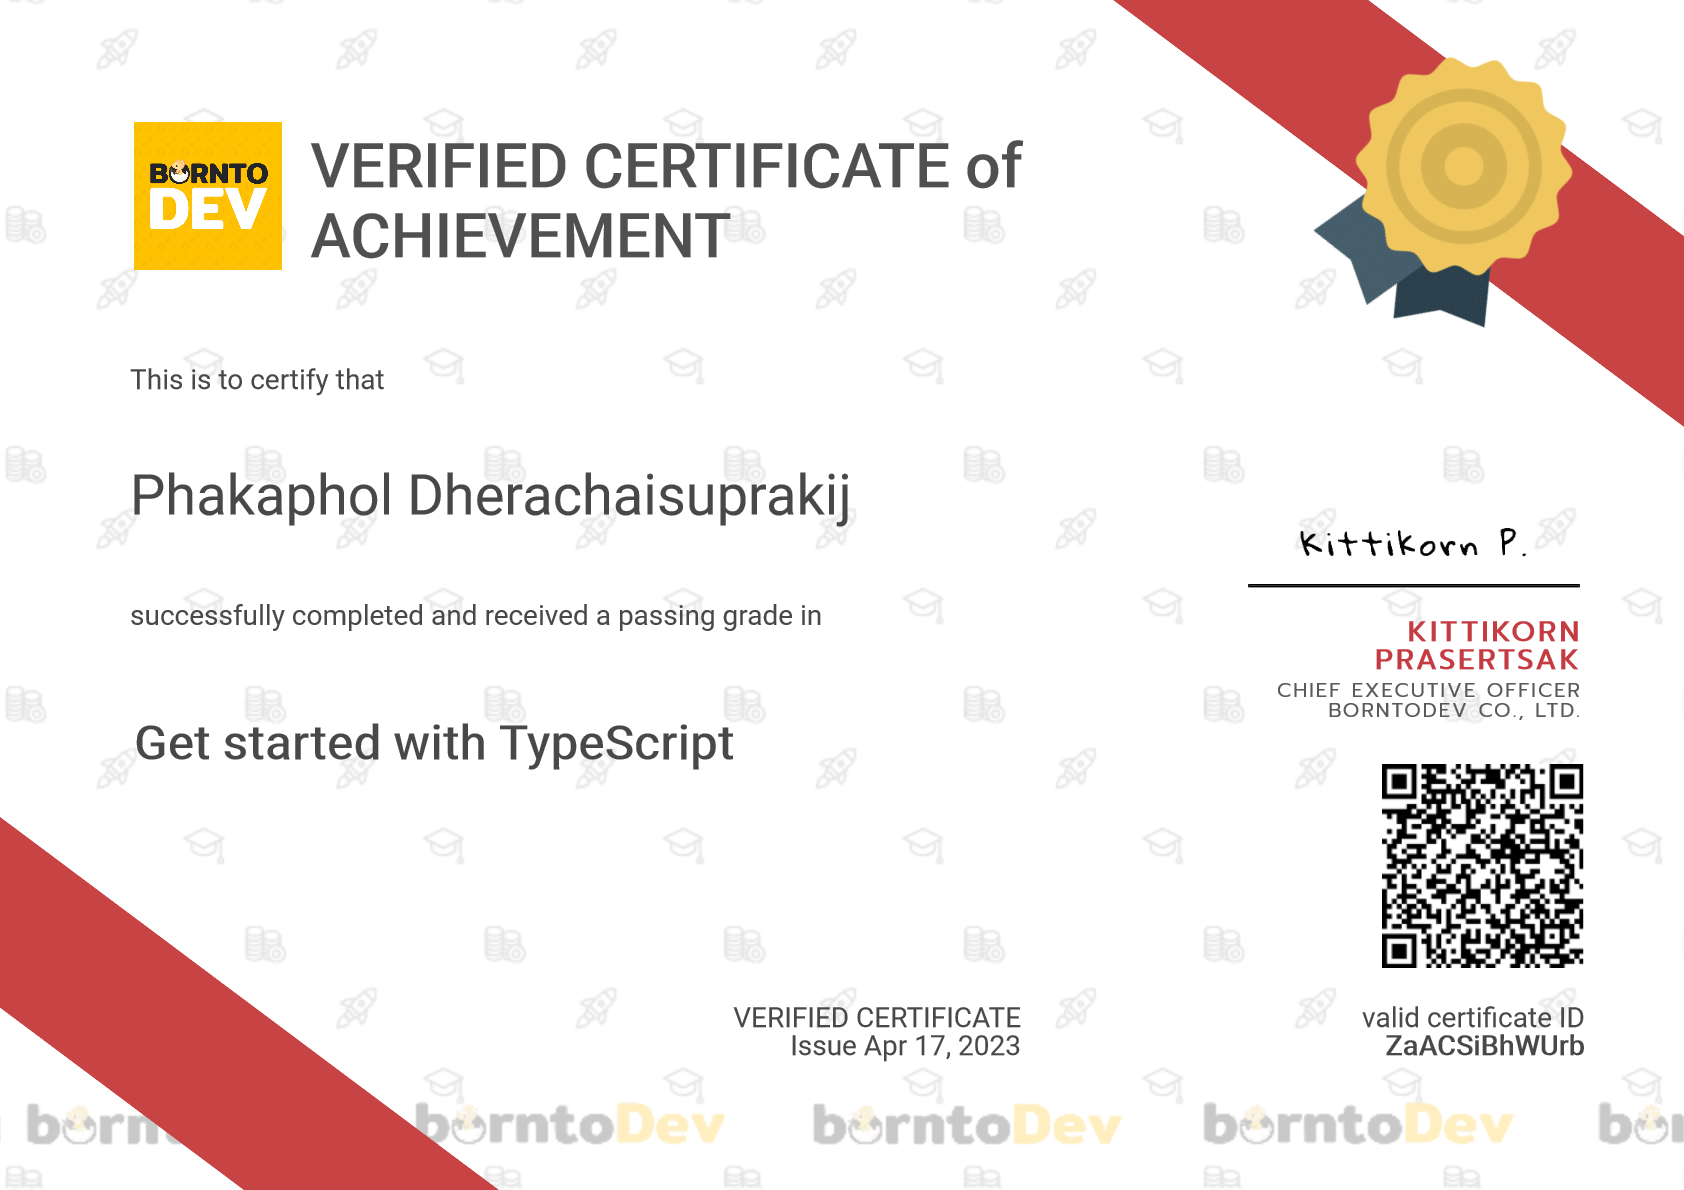 BORNTO
DEV
VERIFIED CERTIFICATE of
ACHIEVEMENT
This is to certify that
Phakaphol Dherachaisuprakij
successfully completed and received a passing grade in
Get started with TypeScript
Kittikorn P.
KITTIKORN
PRASERTSAK
CHIEF EXECUTIVE OFFICER
BORNTODEV CO., LTD.
VERIFIED CERTIFICATE
Issue Apr 17, 2023
valid certificate ID
ZaACSiBhWUrb
born borntoDev borntoDev borntoDev bo